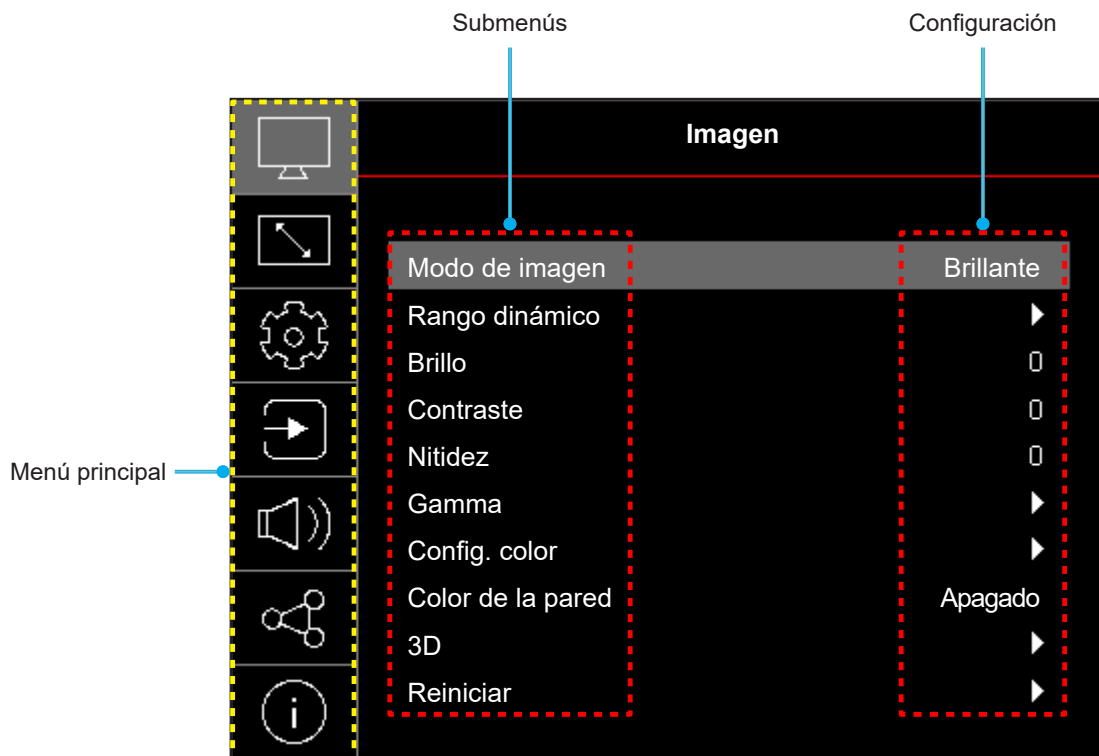 Submenús
Configuración
Imagen
Modo de imagen Brillante
Rango dinámico
Brillo 0
Contraste 0
Nitidez 0
Menú principal
Gamma
Config. color
Color de la pared Apagado
3D
Reiniciar
i